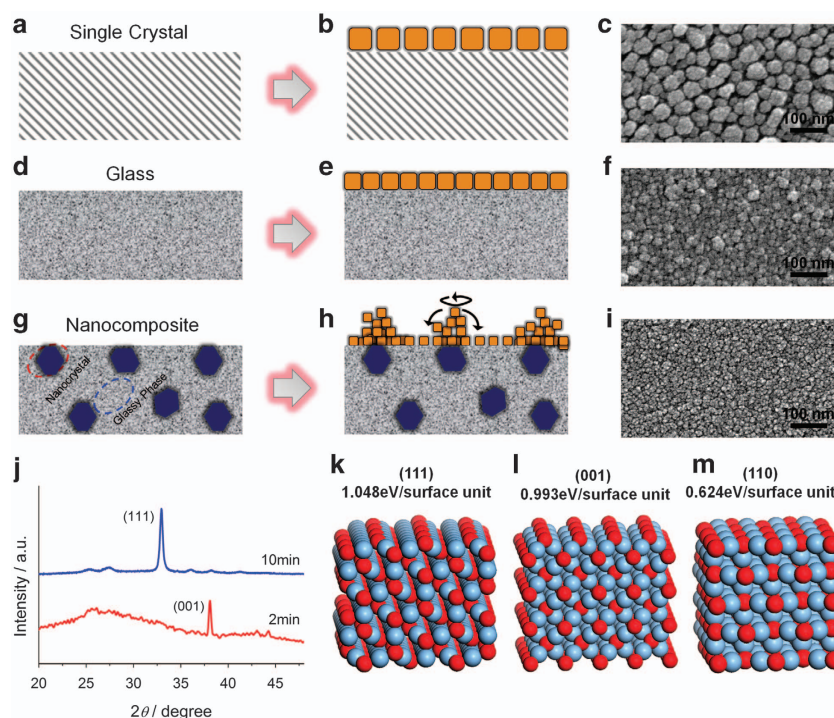 a
Single Crystal
b
c
100 nm
d
Glass
e
f
100 nm
g
Nanocomposite
h
i
Nanocrystal
Glassy Phase
100 nm
j
Intensity / a.u.
(111)
10min
(001)
2min
20 25 30 35 40 45
2θ / degree
k
(111)
1.048eV/surface unit
l
(001)
0.993eV/surface unit
m
(110)
0.624eV/surface unit